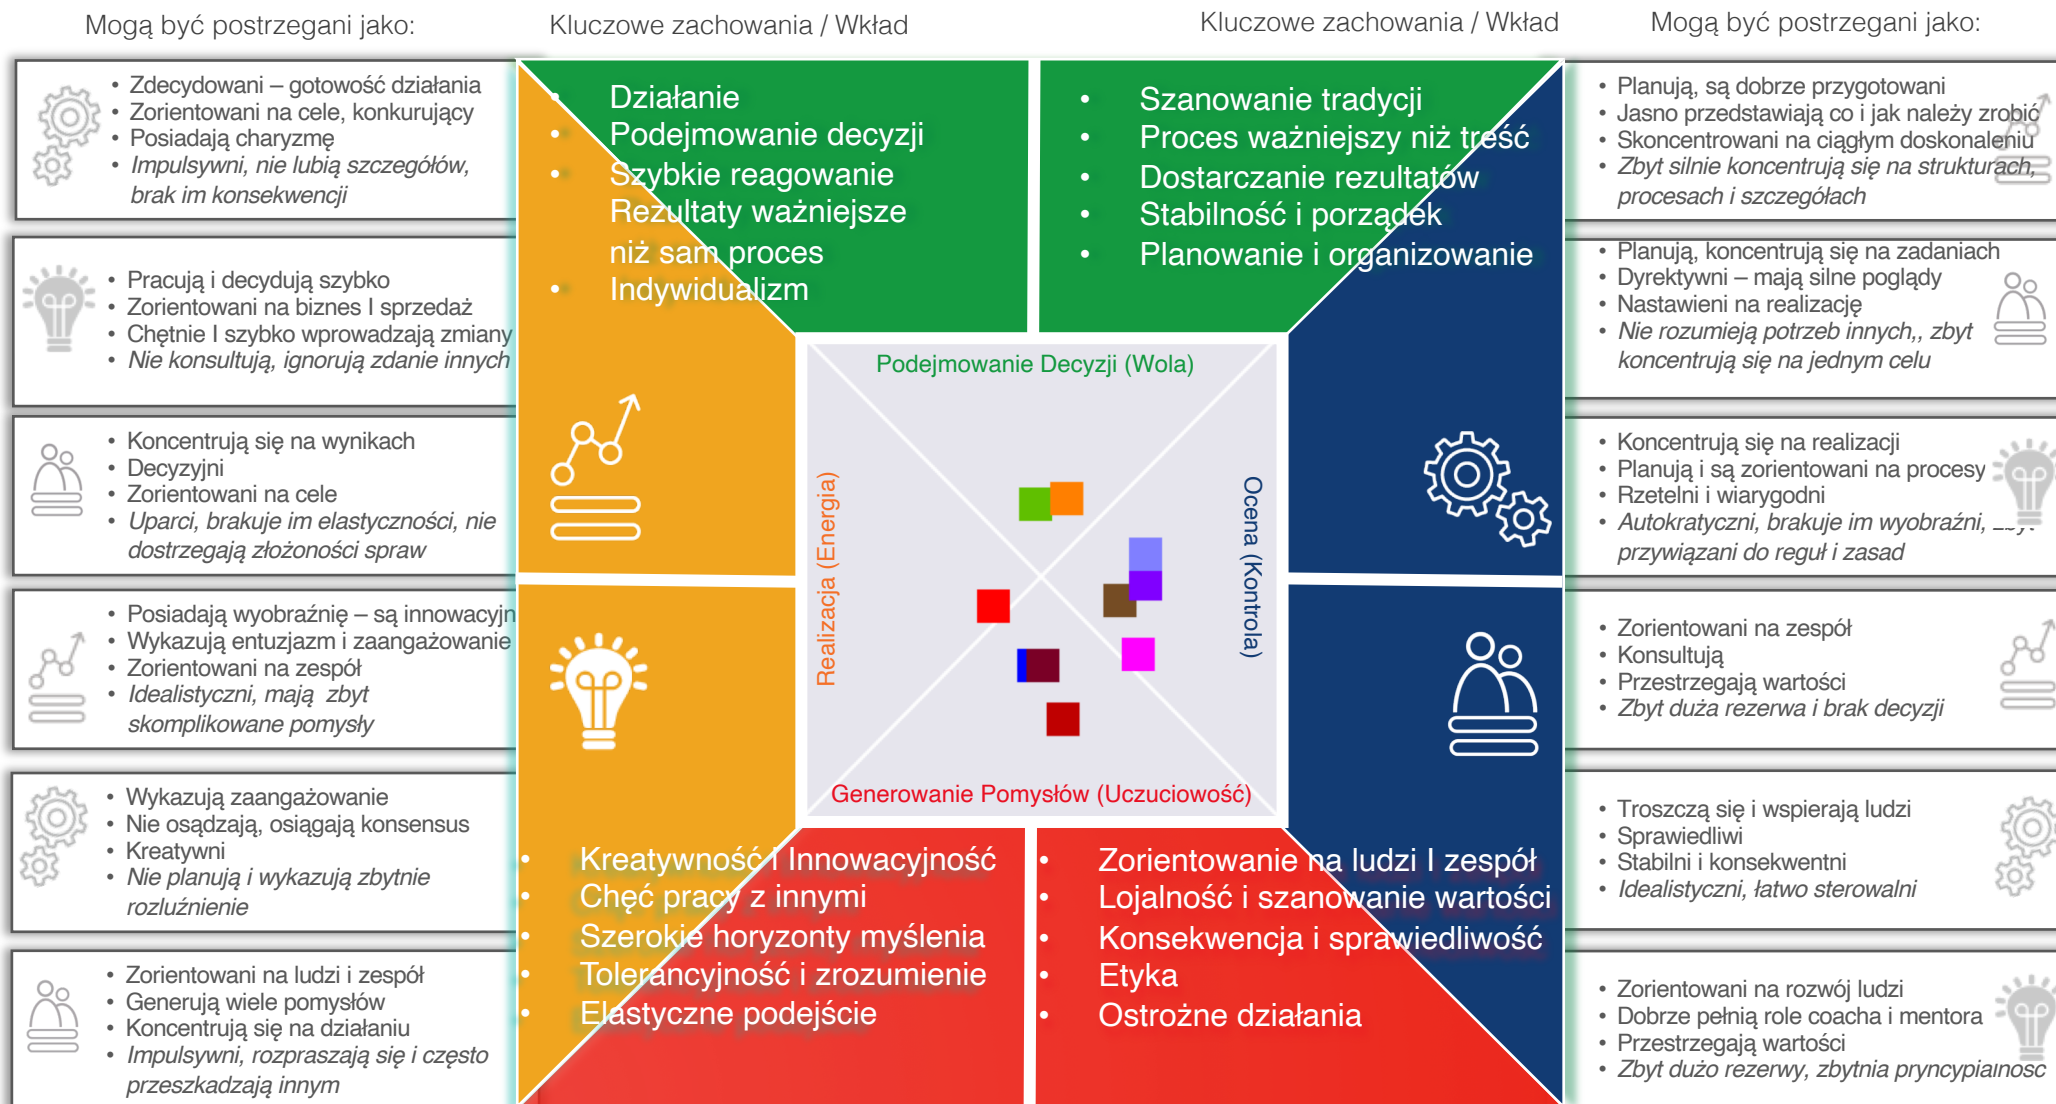 Mogą być postrzegani jako:
Kluczowe zachowania / Wkład
Kluczowe zachowania / Wkład
Mogą być postrzegani jako:
• Zdecydowani – gotowość działania
• Zorientowani na cele, konkurujący
• Posiadają charyzmę
• Impulsywni, nie lubią szczegółów,
brak im konsekwencji
• Pracują i decydują szybko
• Zorientowani na biznes I sprzedaż
• Chętnie I szybko wprowadzają zmiany
• Nie konsultują, ignorują zdanie innych
• Koncentrują się na wynikach
• Decyzyjni
• Zorientowani na cele
• Uparci, brakuje im elastyczności, nie
dostrzegają złożoności spraw
• Posiadają wyobraźnię – są innowacyjn
• Wykazują entuzjazm i zaangażowanie
• Zorientowani na zespół
• Idealistyczni, mają zbyt
skomplikowane pomysły
• Wykazują zaangażowanie
• Nie osądzają, osiągają konsensus
• Kreatywni
• Nie planują i wykazują zbytnie
rozluźnienie
• Zorientowani na ludzi i zespół
• Generują wiele pomysłów
• Koncentrują się na działaniu
• Impulsywni, rozpraszają się i często
przeszkadzają innym
• Działanie
• Podejmowanie decyzji
• Szybkie reagowanie
Rezultaty ważniejsze
niż sam proces
• Indywidualizm
• Szanowanie tradycji
• Proces ważniejszy niż treść
• Dostarczanie rezultatów
• Stabilność i porządek
• Planowanie i organizowanie
Podejmowanie Decyzji (Wola)
Realizacja (Energia)
Ocena (Kontrola)
Generowanie Pomysłów (Uczuciowość)
• Kreatywność i Innowacyjność
• Chęć pracy z innymi
• Szerokie horyzonty myślenia
• Tolerancyjność i zrozumienie
• Elastyczne podejście
• Zorientowanie na ludzi I zespół
• Lojalność i szanowanie wartości
• Konsekwencja i sprawiedliwość
• Etyka
• Ostrożne działania
• Planują, są dobrze przygotowani
• Jasno przedstawiają co i jak należy zrobić
• Skoncentrowani na ciągłym doskonaleniu
• Zbyt silnie koncentrują się na strukturach,
procesach i szczegółach
• Planują, koncentrują się na zadaniach
• Dyrektywni – mają silne poglądy
• Nastawieni na realizację
• Nie rozumieją potrzeb innych,, zbyt
koncentrują się na jednym celu
• Koncentrują się na realizacji
• Planują i są zorientowani na procesy
• Rzetelni i wiarygodni
• Autokratyczni, brakuje im wyobraźni,
przywiązani do reguł i zasad
• Zorientowani na zespół
• Konsultują
• Przestrzegają wartości
• Zbyt duża rezerwa i brak decyzji
• Troszczą się i wspierają ludzi
• Sprawiedliwi
• Stabilni i konsekwentni
• Idealistyczni, łatwo sterowalni
• Zorientowani na rozwój ludzi
• Dobrze pełnią role coacha i mentora
• Przestrzegają wartości
• Zbyt dużo rezerwy, zbytnia pryncypialność